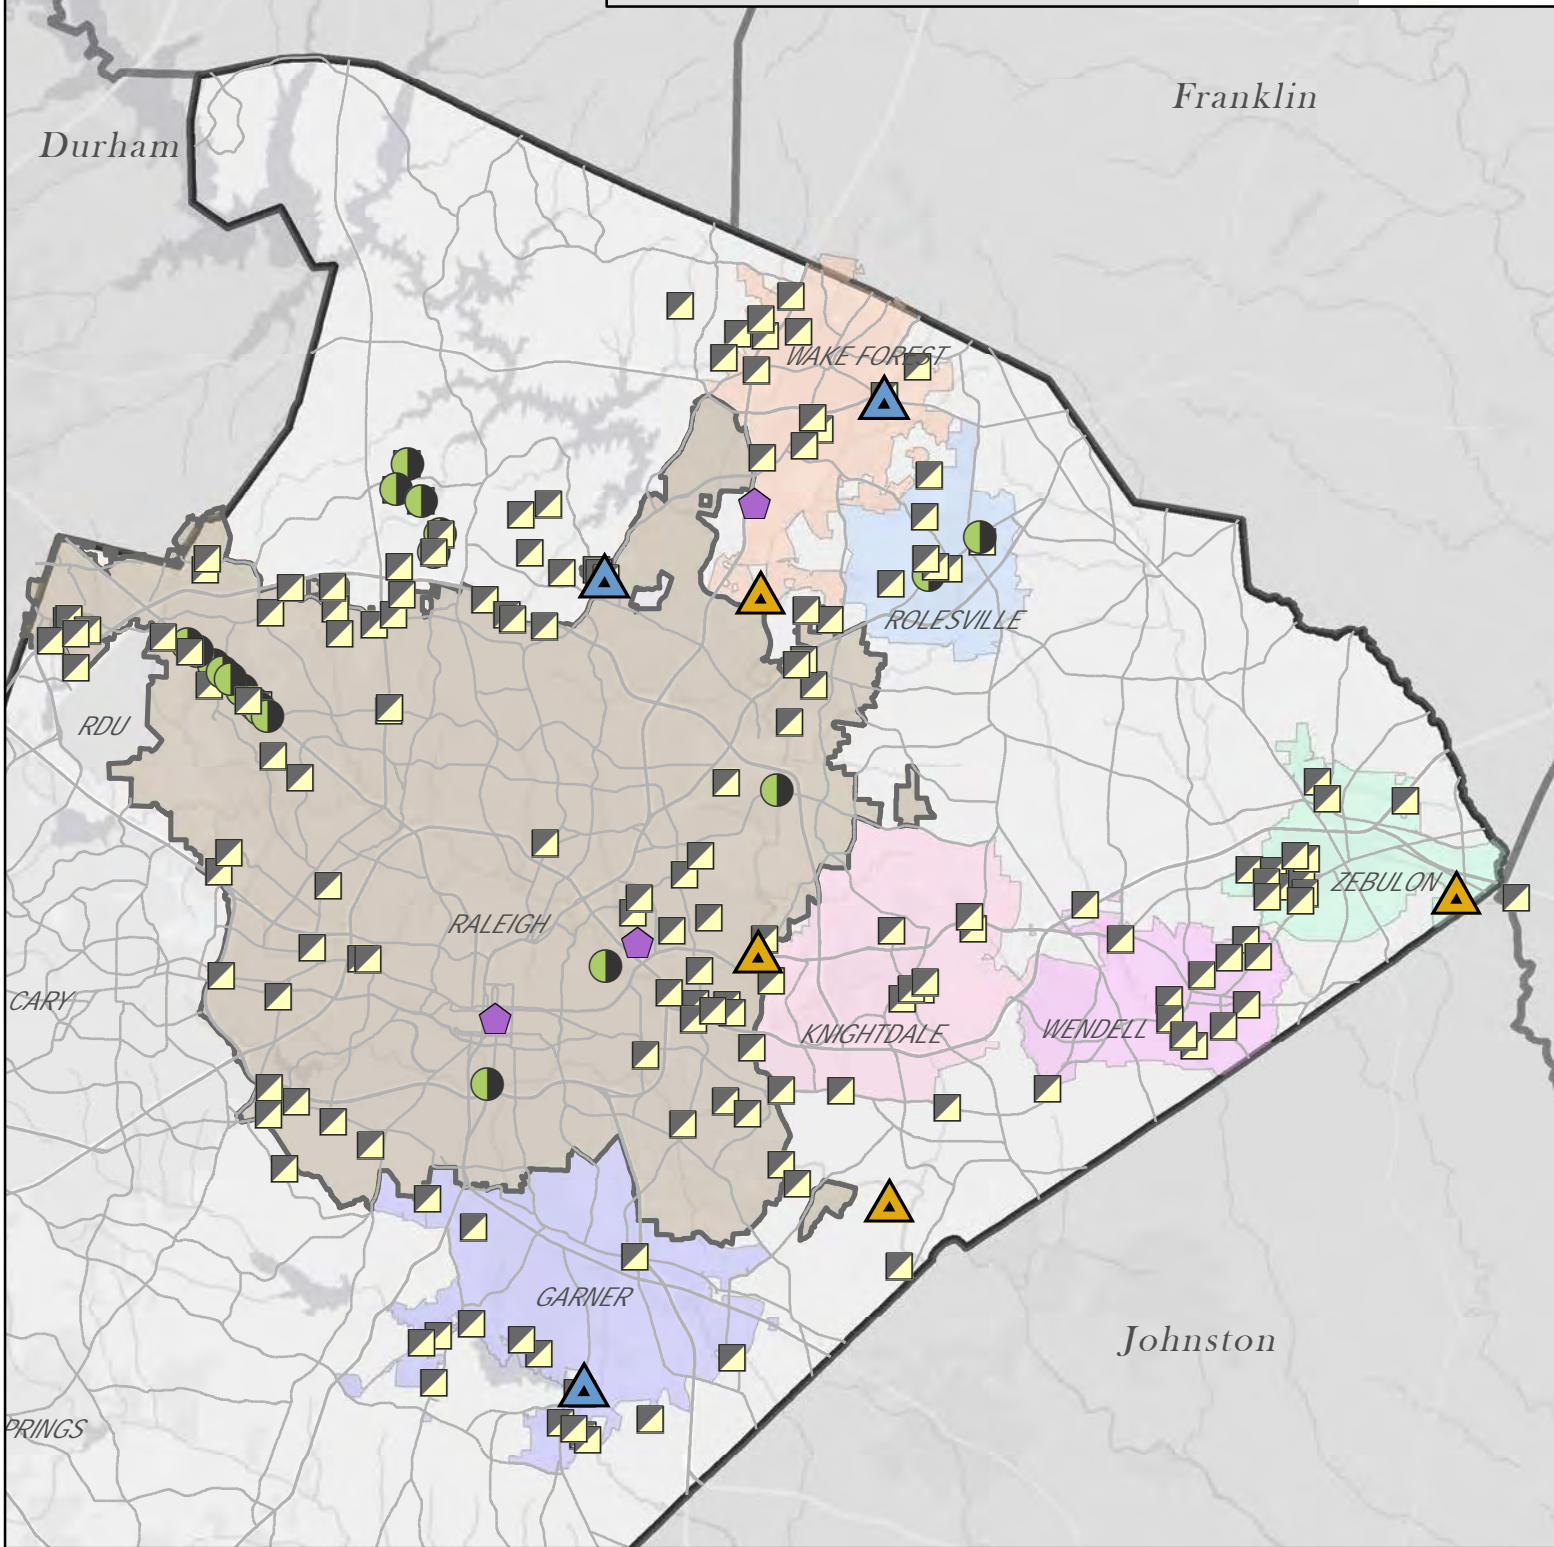 Franklin
Durham
WAKE FOREST
ROLESVILLE
RDU
ZEBULON
RALEIGH
CARY
KNIGHTDALE
WENDELL
GARNER
Johnston
PRINGS